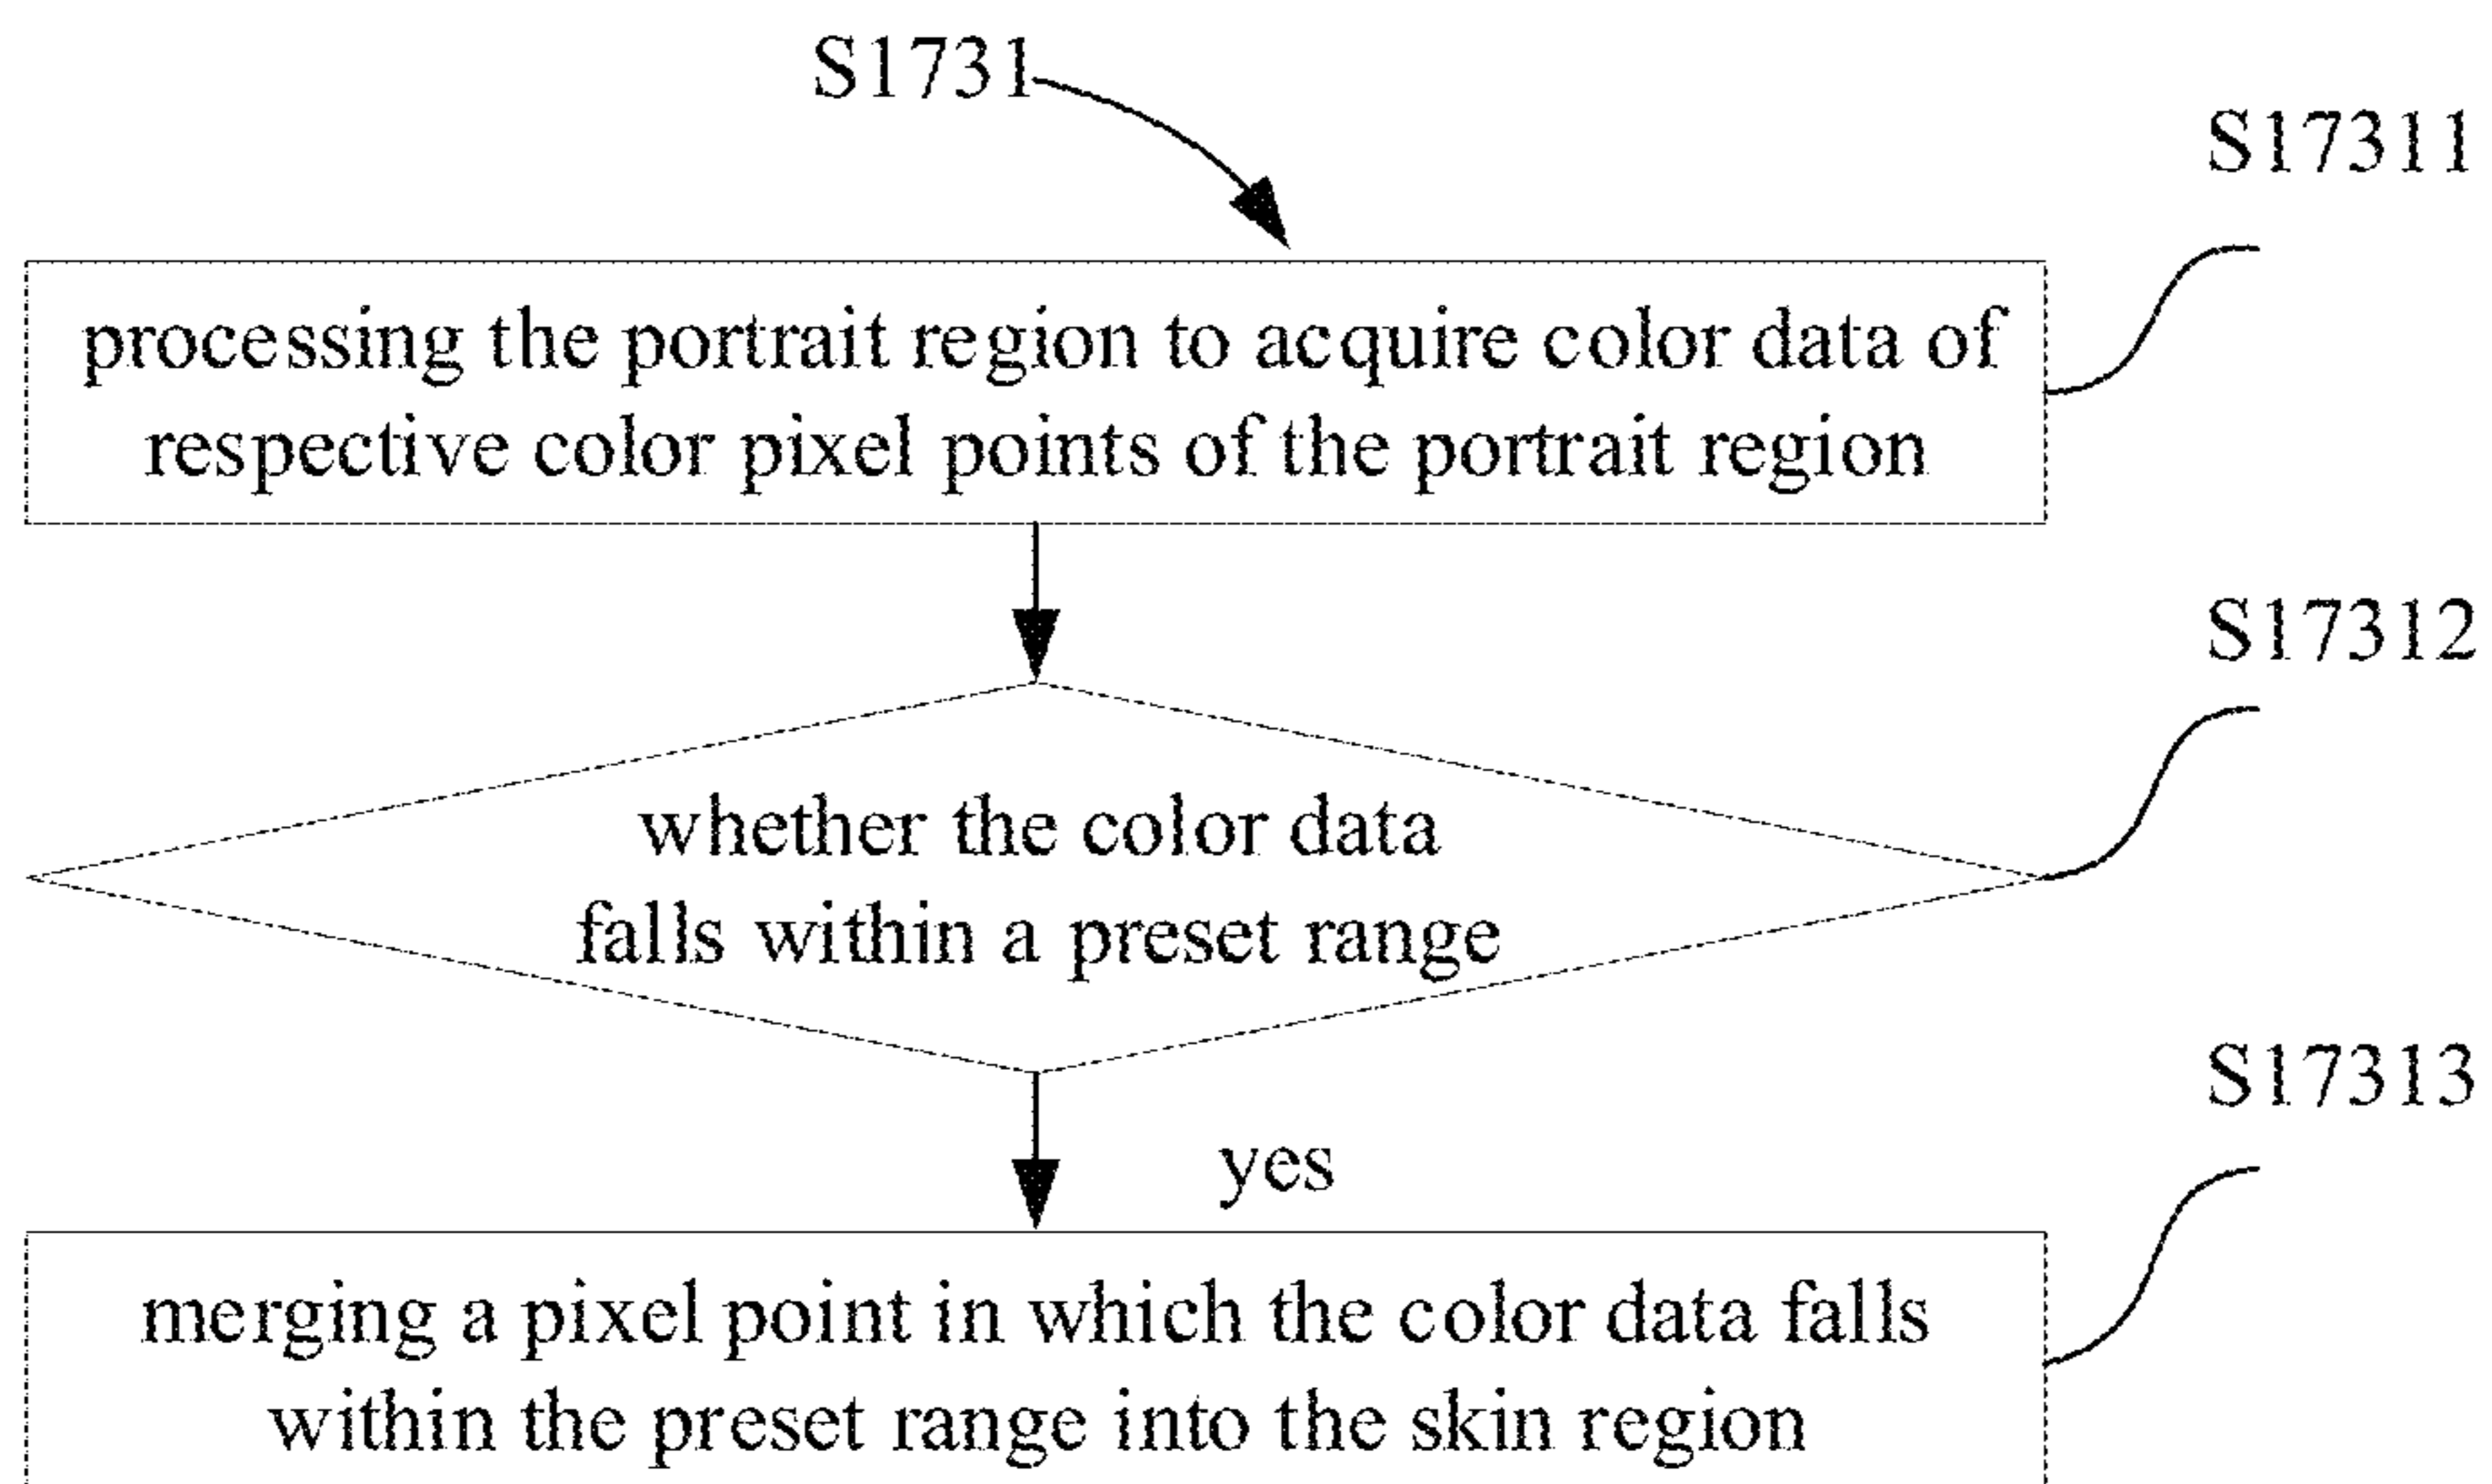 S1731
S17311
processing the portrait region to acquire color data of
respective color pixel points of the portrait region
S17312
whether the color data
falls within a preset range
S17313
yes
merging a pixel point in which the color data falls
within the preset range into the skin region